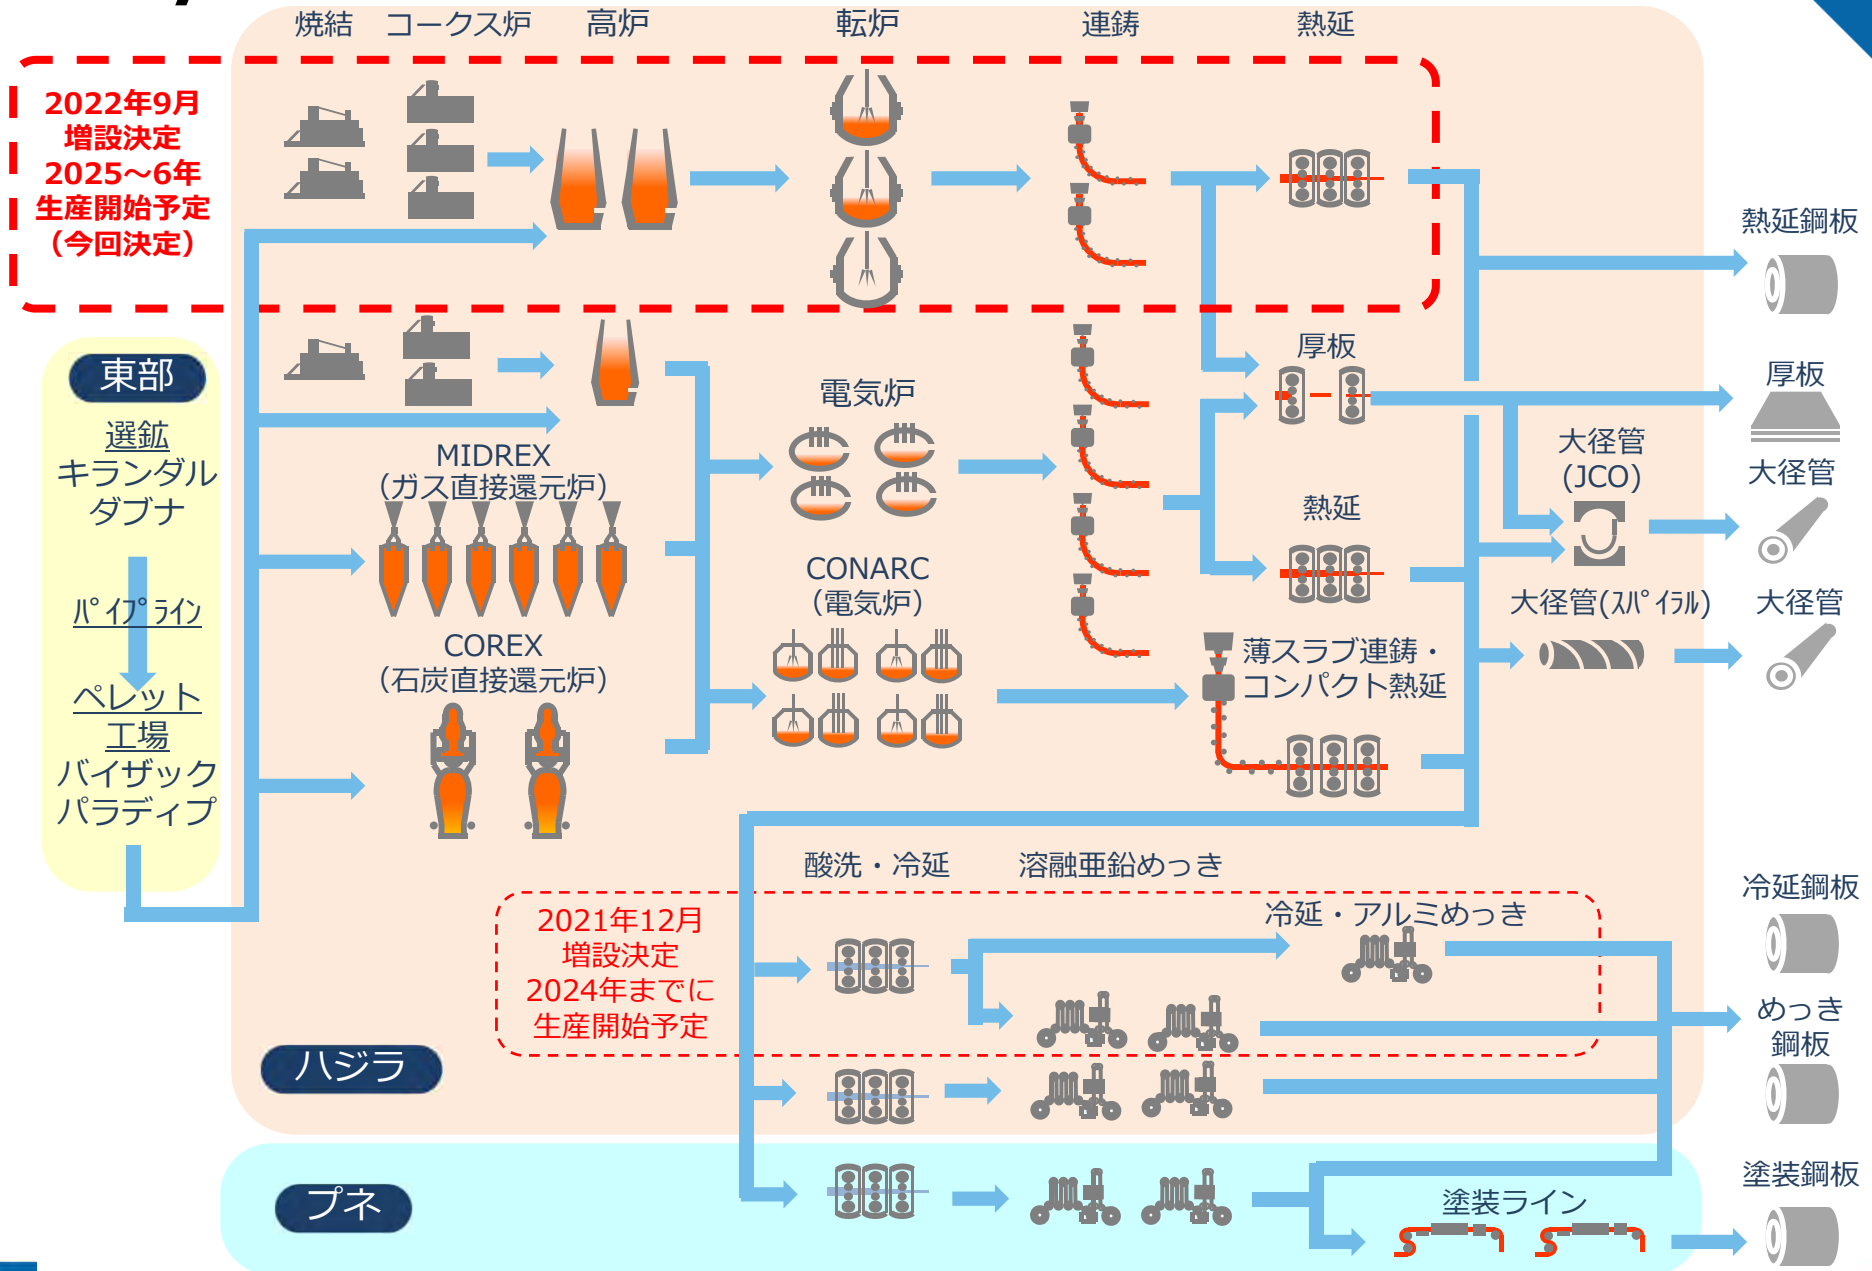 焼結
コークス炉
高炉
転炉
連鋳
熱延
2022年9月
増設決定
2025～6年
生産開始予定
（今回決定）
熱延鋼板
東部
選鉱
キランダル
ダブナ
パイプライン
ペレット
工場
バイザック
パラディプ
MIDREX
（ガス直接還元炉）
COREX
（石炭直接還元炉）
電気炉
CONARC
（電気炉）
厚板
熱延
薄スラブ連鋳・
コンパクト熱延
厚板
大径管
(JCO)
大径管
大径管(スパイラル)
大径管
酸洗・冷延
溶融亜鉛めっき
2021年12月
増設決定
2024年までに
生産開始予定
冷延・アルミめっき
冷延鋼板
めっき
鋼板
ハジラ
プネ
塗装ライン
塗装鋼板